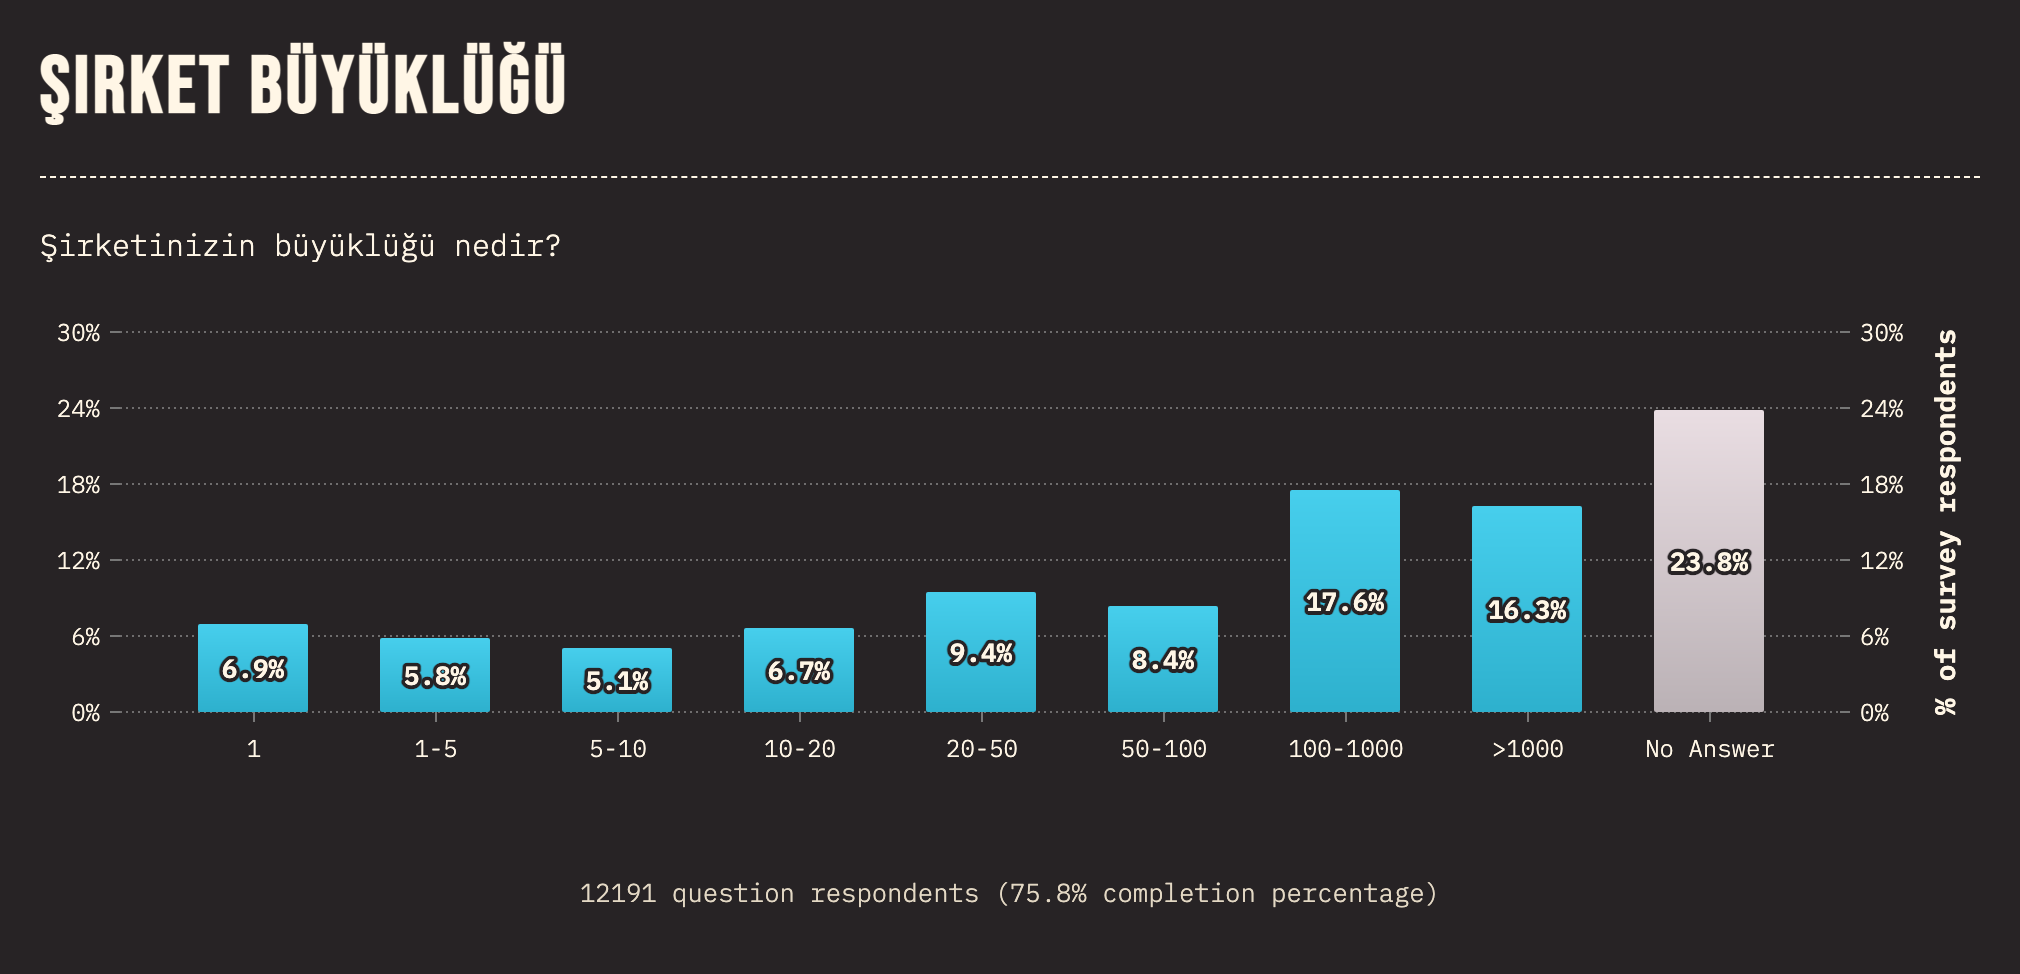 ŞIRKET BÜYÜKLÜĞÜ
Şirketinizin büyüklüğü nedir?
30% 30%
24% 24%
18% 18%
12% 12%
6% 6%
0% 0%
% of survey respondents
6.9% 5.8% 5.1% 6.7% 9.4% 8.4% 17.6% 16.3% 23.8%
1 1-5 5-10 10-20 20-50 50-100 100-1000 >1000 No Answer
12191 question respondents (75.8% completion percentage)